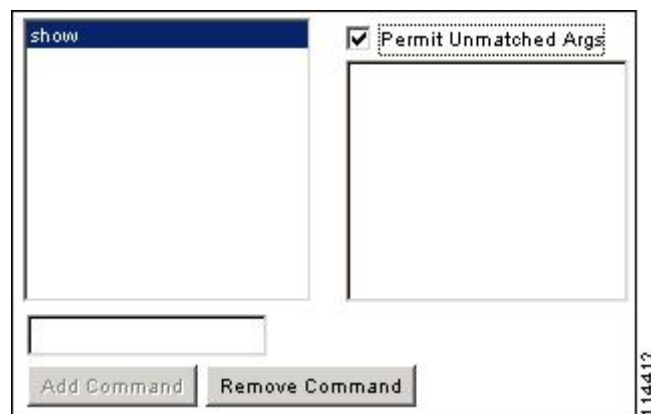 show
Permit Unmatched Args
Add Command
Remove Command
114412